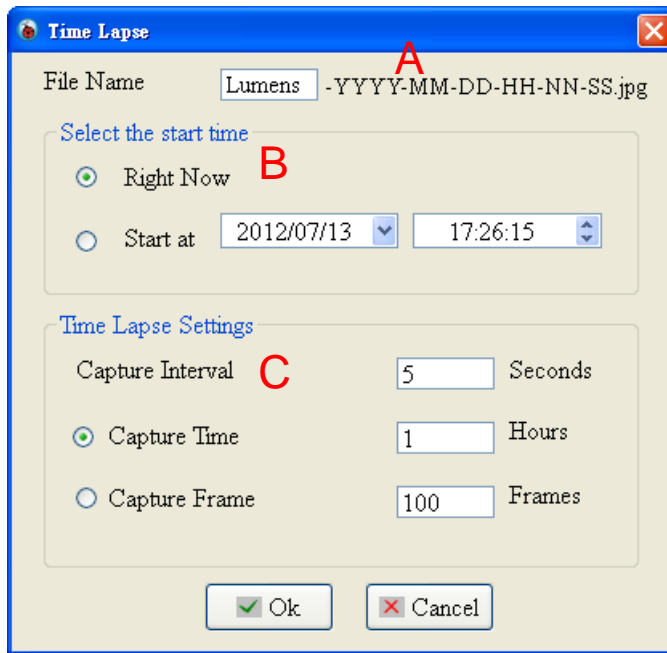 Time Lapse
A
File Name Lumens -YYYY-MM-DD-HH-NN-SS.jpg
Select the start time
B
Right Now
Start at 2012/07/13 17:26:15
Time Lapse Settings
Capture Interval C 5 Seconds
Capture Time 1 Hours
Capture Frame 100 Frames
Ok Cancel